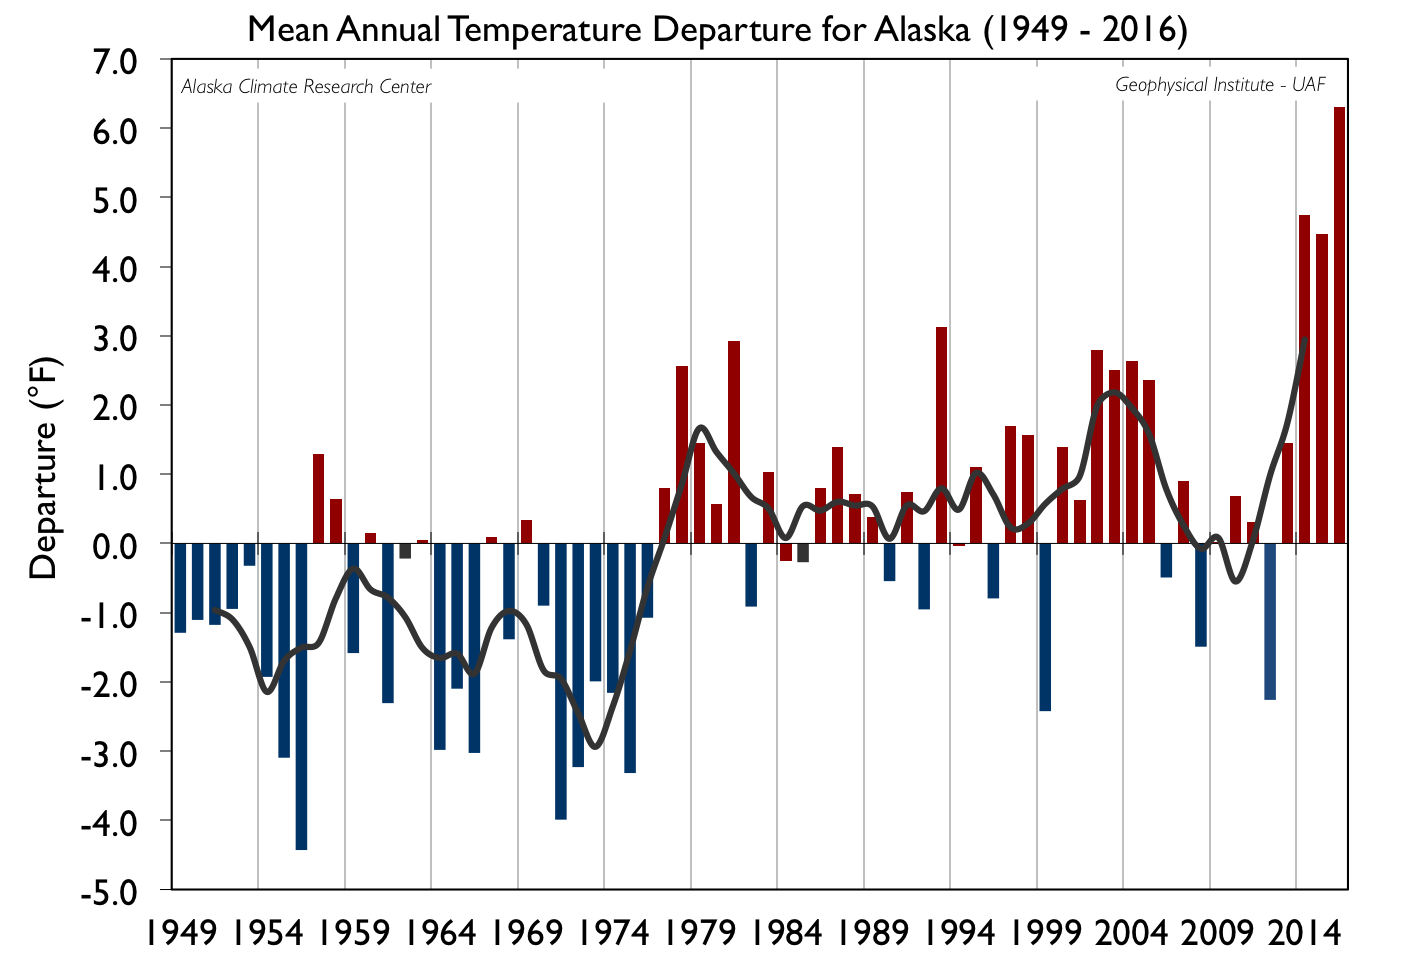 Mean Annual Temperature Departure for Alaska (1949 - 2016)
7.0
Alaska Climate Research Center
Geophysical Institute - UAF
6.0
5.0
4.0
3.0
2.0
1.0
0.0
-1.0
-2.0
-3.0
-4.0
-5.0
Departure (°F)
1949 1954 1959 1964 1969 1974 1979 1984 1989 1994 1999 2004 2009 2014